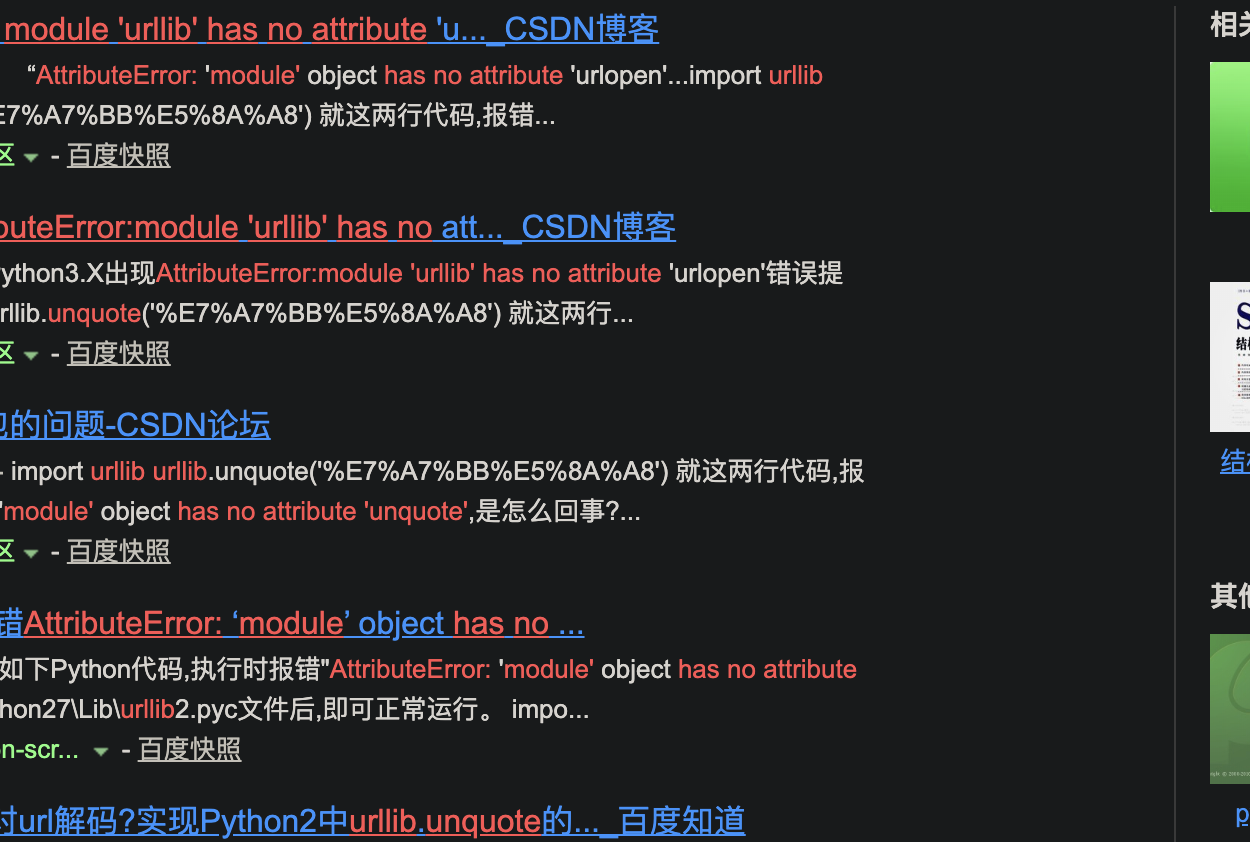 module 'urllib' has no attribute 'u..._CSDN博客
“AttributeError: 'module' object has no attribute 'urlopen'...import urllib
E7%A7%BB%E5%8A%A8') 就这两行代码,报错...
区 - 百度快照
buteError:module 'urllib' has no att..._CSDN博客
ython3.X出现AttributeError:module 'urllib' has no attribute 'urlopen'错误提
rllib.unquote('%E7%A7%BB%E5%8A%A8') 就这两行...
区 - 百度快照
包的问题-CSDN论坛
- import urllib urllib.unquote('%E7%A7%BB%E5%8A%A8') 就这两行代码,报
'module' object has no attribute 'unquote',是怎么回事?...
区 - 百度快照
错AttributeError: ‘module’ object has no ...
如下Python代码,执行时报错"AttributeError: 'module' object has no attribute
hon27\Lib\urllib2.pyc文件后,即可正常运行。 impo...
n-scr... - 百度快照
对url解码?实现Python2中urllib.unquote的..._百度知道
相关
S
结构
结构
其他
p